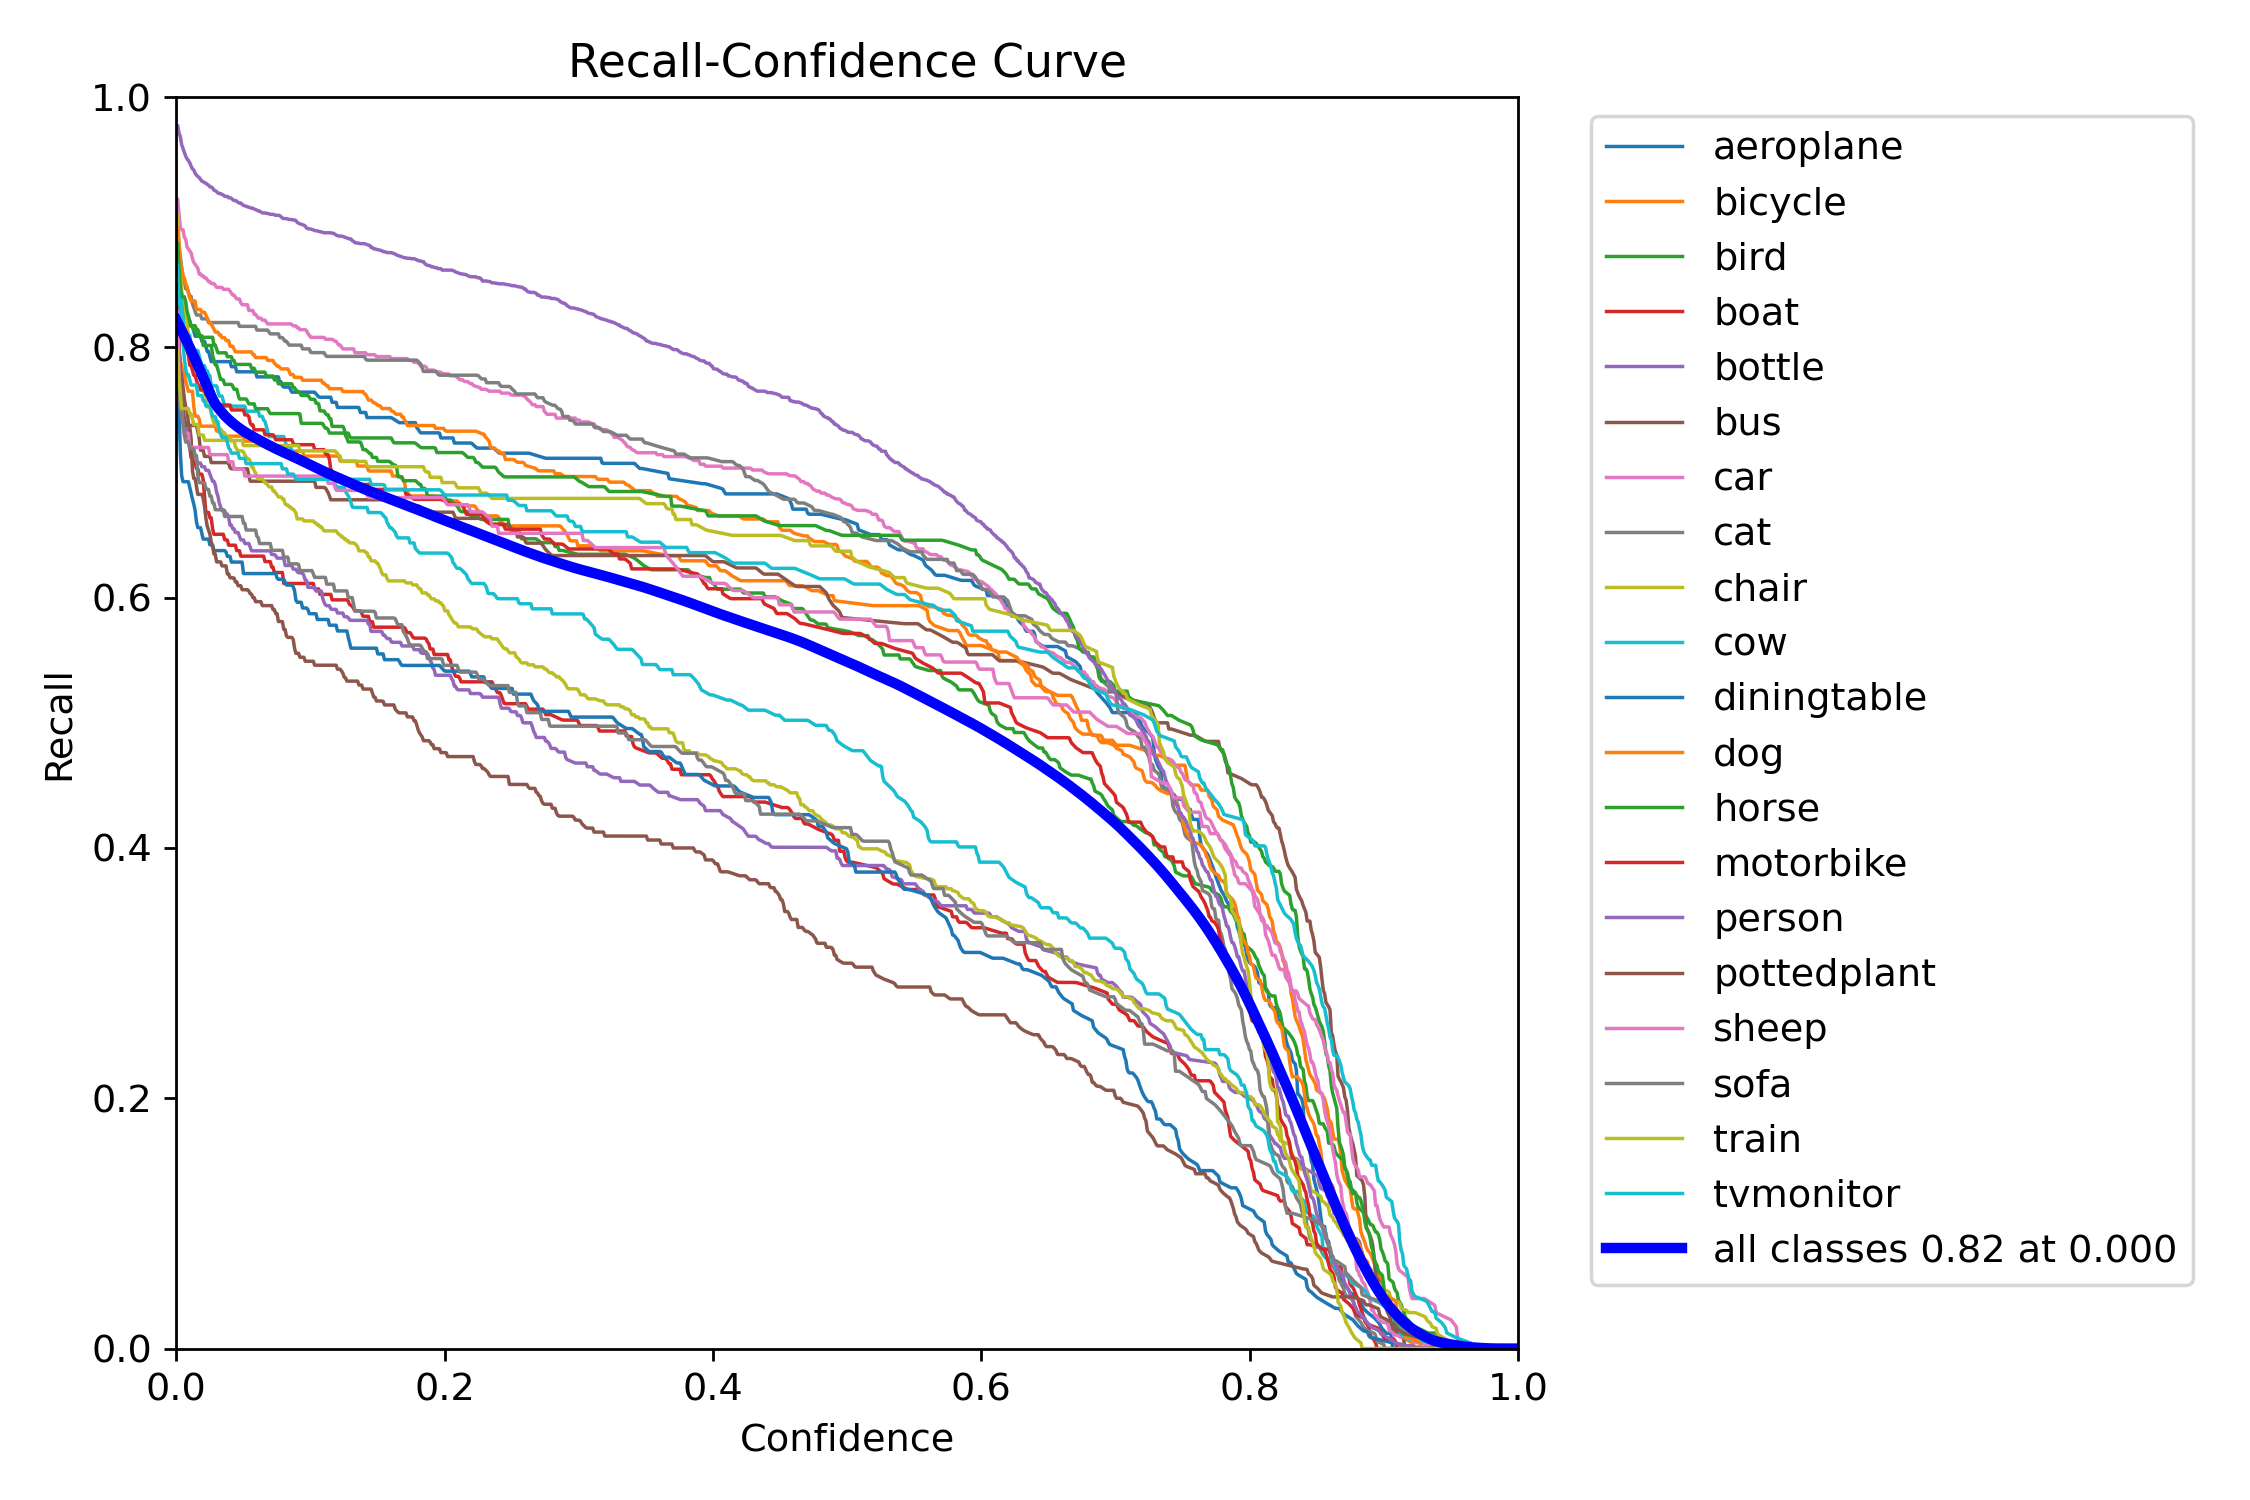 Recall-Confidence Curve
1.0
0.8
0.6
0.4
0.2
0.0
Recall
0.0 0.2 0.4 0.6 0.8 1.0
Confidence
aeroplane
bicycle
bird
boat
bottle
bus
car
cat
chair
cow
diningtable
dog
horse
motorbike
person
pottedplant
sheep
sofa
train
tvmonitor
all classes 0.82 at 0.000